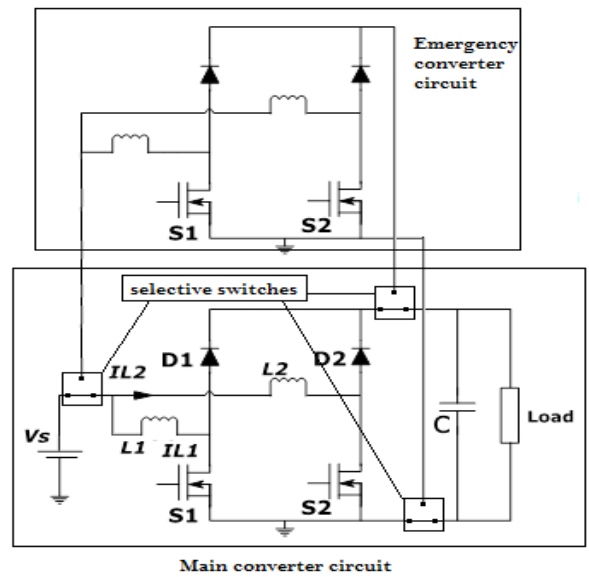 Emergency
converter
circuit
S1
S2
selective switches
IL2
D1
L2
D2
Vs
L1
IL1
C
Load
S1
S2
Main converter circuit